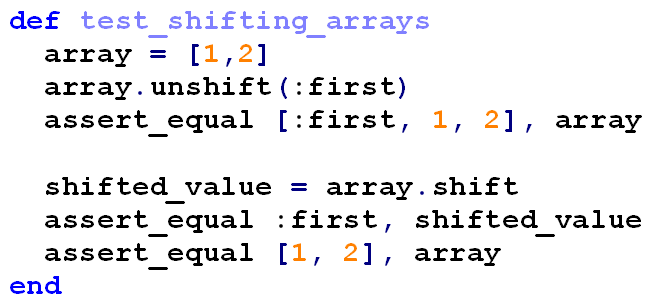 def test_shifting_arrays
  array = [1,2]
  array.unshift(:first)
  assert_equal [:first, 1, 2], array

  shifted_value = array.shift
  assert_equal :first, shifted_value
  assert_equal [1, 2], array
end